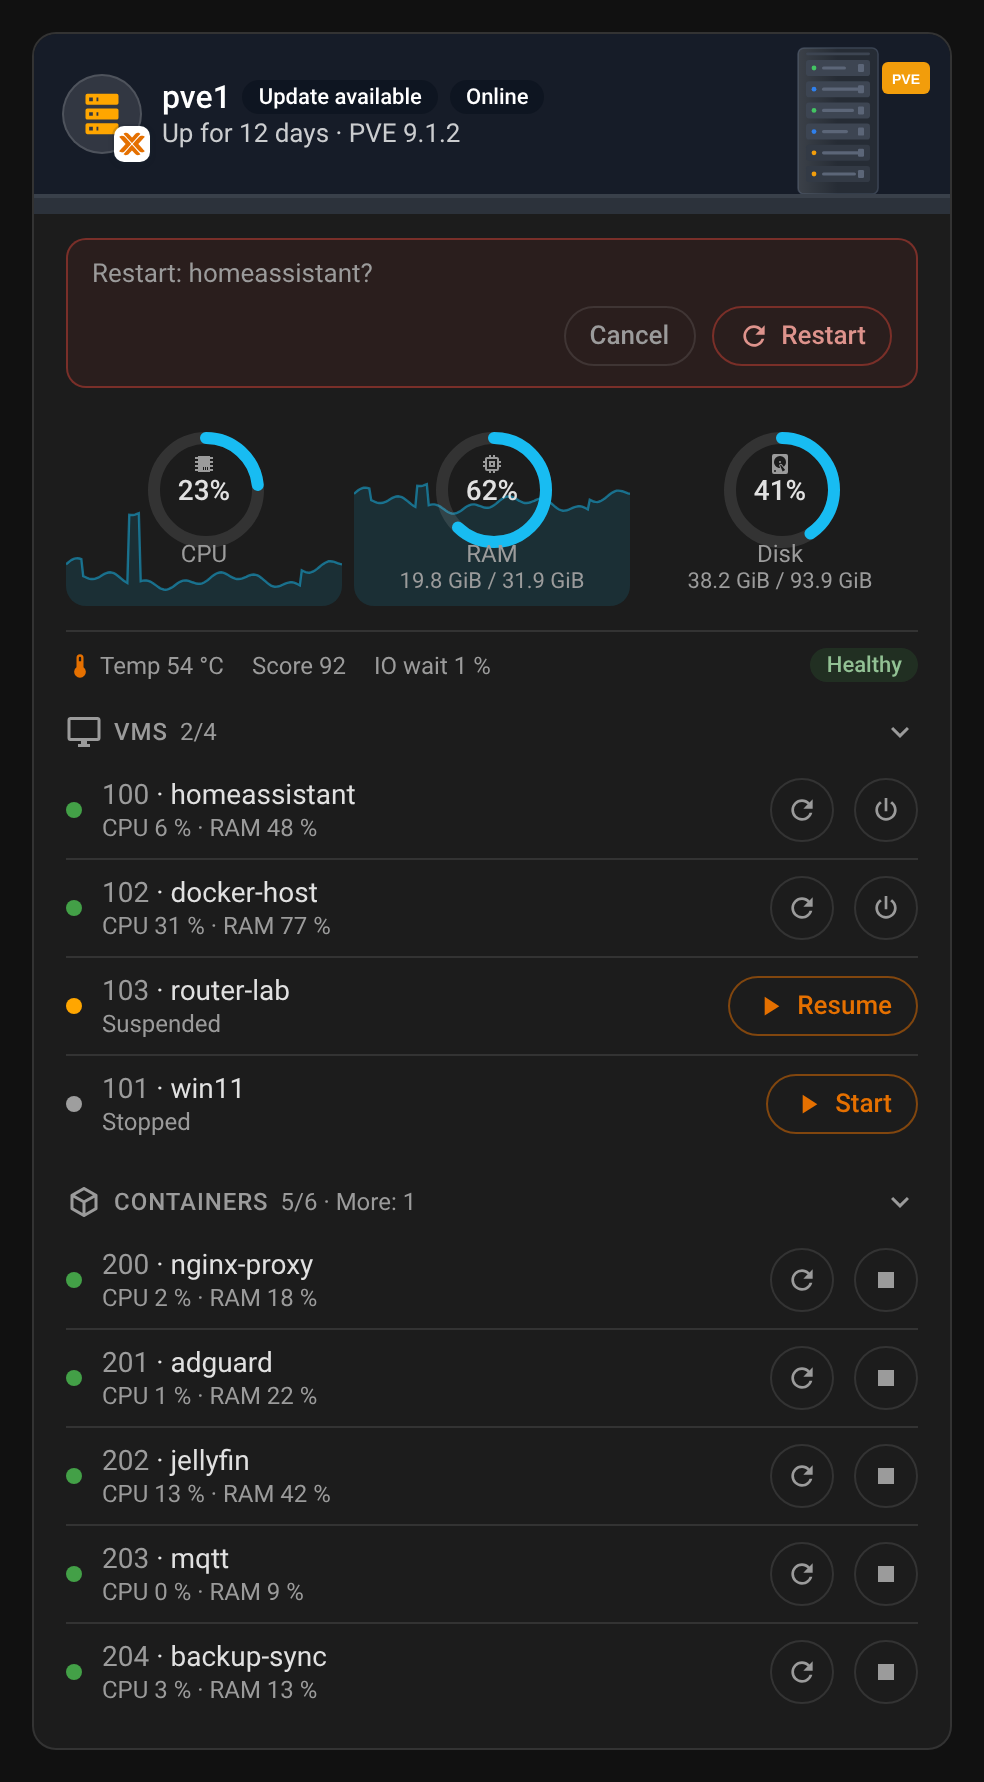 pve1 Update available Online
PVE
Up for 12 days · PVE 9.1.2
Restart: homeassistant?
Cancel Restart
23% 62% 41%
CPU RAM Disk
19.8 GiB / 31.9 GiB 38.2 GiB / 93.9 GiB
Temp 54 °C Score 92 IO wait 1 % Healthy
VMS 2/4
100 · homeassistant
CPU 6 % · RAM 48 %
102 · docker-host
CPU 31 % · RAM 77 %
103 · router-lab
Suspended
Resume
101 · win11
Stopped
Start
CONTAINERS 5/6 · More: 1
200 · nginx-proxy
CPU 2 % · RAM 18 %
201 · adguard
CPU 1 % · RAM 22 %
202 · jellyfin
CPU 13 % · RAM 42 %
203 · mqtt
CPU 0 % · RAM 9 %
204 · backup-sync
CPU 3 % · RAM 13 %